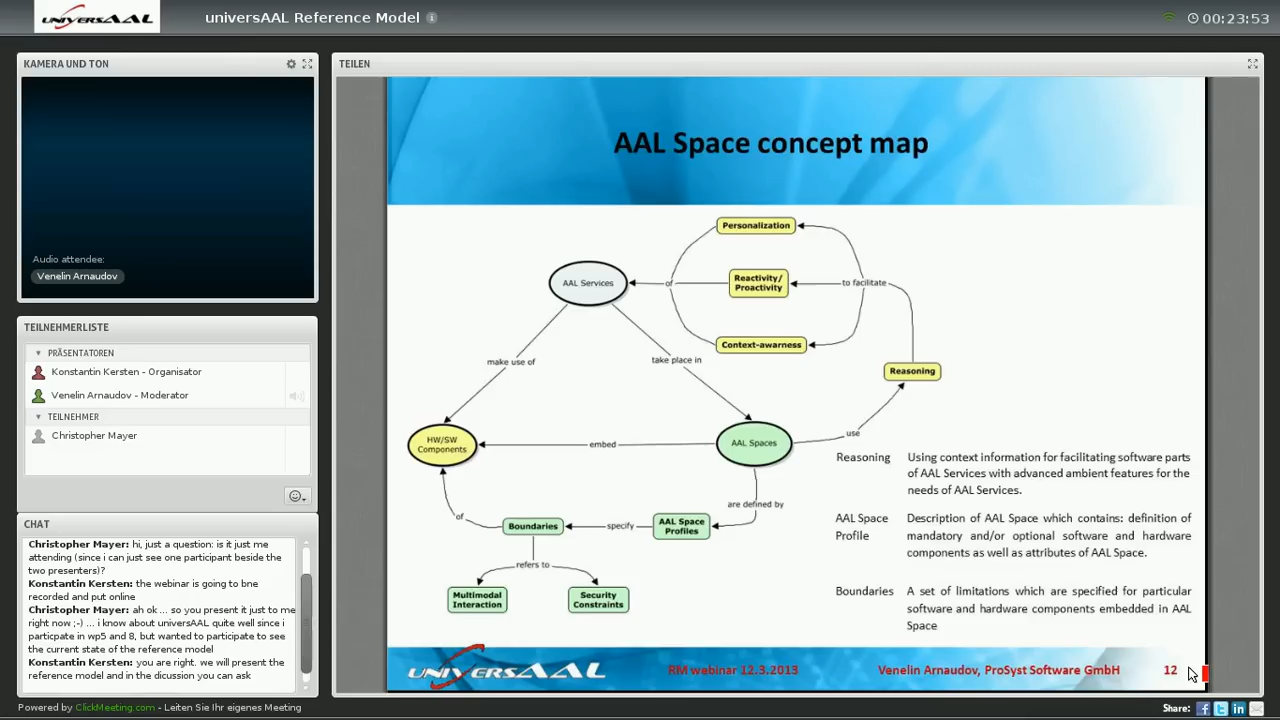 universAAL
universAAL Reference Model
00:23:53
KAMERA UND TON
Audio attendee:
Venelin Arnaudov
TEILNEHMERLISTE
PRÄSENTATOREN
Konstantin Kersten - Organisator
Venelin Arnaudov - Moderator
TEILNEHMER
Christopher Mayer
CHAT
Christopher Mayer: hi, just a question: is it just me
attending (since i can just see one participant beside the
two presenters)?
Konstantin Kersten: the webinar is going to bne
recorded and put online
Christopher Mayer: ah ok ... so you present it just to me
right now ;-) ... i know about universAAL quite well since i
particpate in wp5 and 8, but wanted to participate to see
the current state of the reference model
Konstantin Kersten: you are right. we will present the
reference model and in the dicussion you can ask
TEILEN
AAL Space concept map
Personalization
AAL Services
of
Reactivity/
Proactivity
to facilitate
Context-awarness
make use of
take place in
Reasoning
HW/SW
Components
embed
AAL Spaces
use
Reasoning
Using context information for facilitating software parts
of AAL Services with advanced ambient features for the
needs of AAL Services.
are defined by
of
Boundaries
specify
AAL Space
Profiles
AAL Space
Profile
Description of AAL Space which contains: definition of
mandatory and/or optional software and hardware
components as well as attributes of AAL Space.
refers to
Multimodal
Interaction
Security
Constraints
Boundaries
A set of limitations which are specified for particular
software and hardware components embedded in AAL
Space
universAAL
RM webinar 12.3.2013
Venelin Arnaudov, ProSyst Software GmbH
12
Powered by ClickMeeting.com - Leiten Sie Ihr eigenes Meeting
Share: